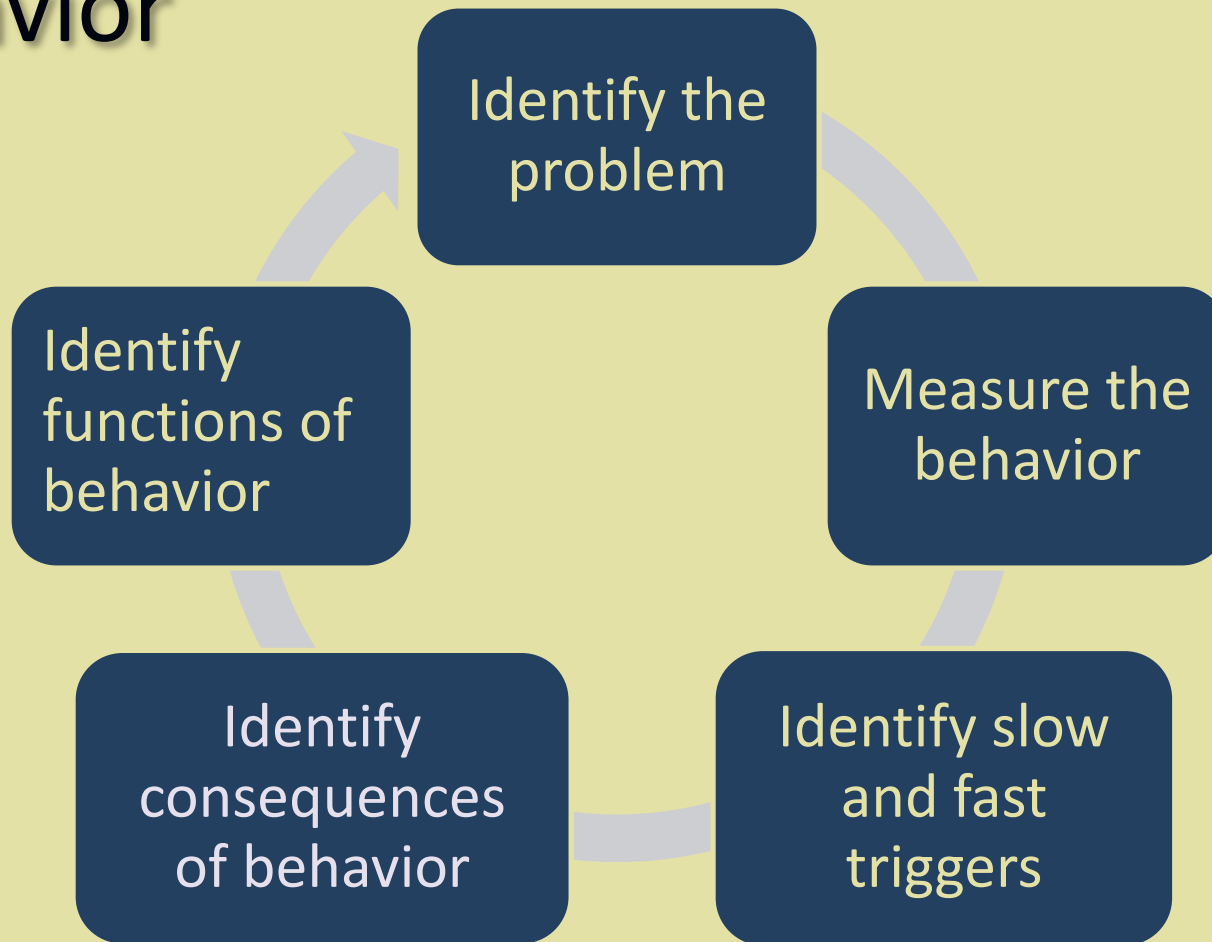 Identify the
problem
Measure the
behavior
Identify slow
and fast
triggers
Identify
consequences
of behavior
Identify
functions of
behavior